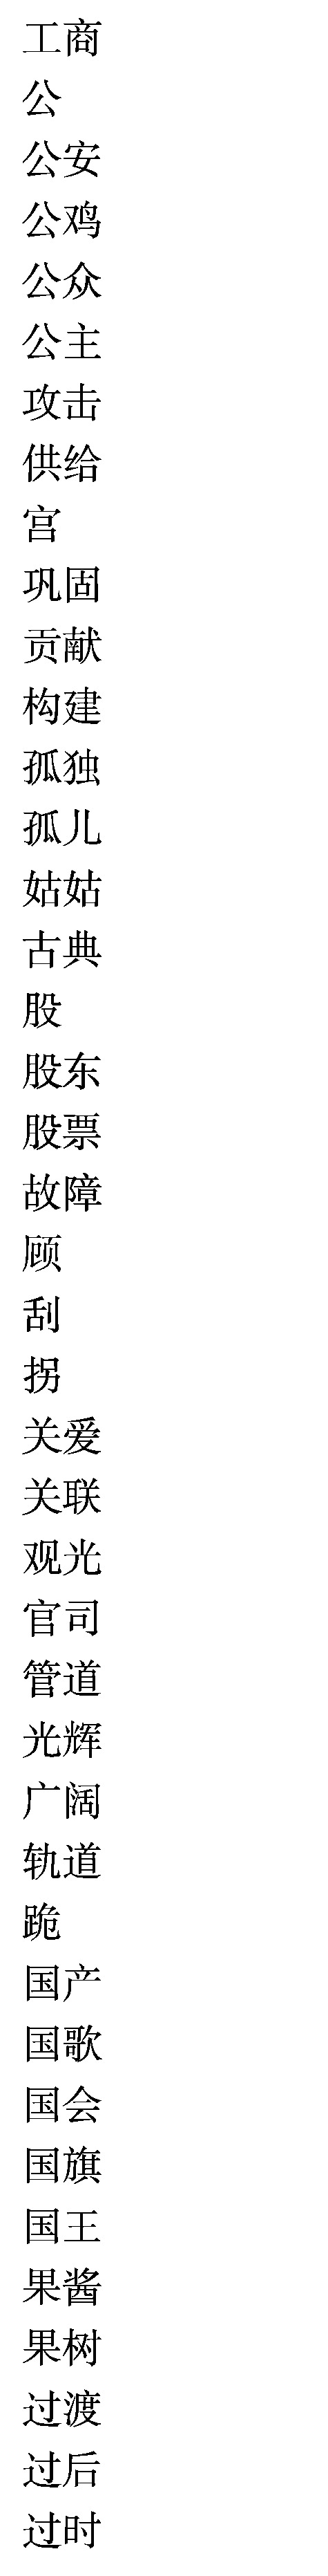 工商
公
公安
公鸡
公众
公主
攻击
供给
宫
巩固
贡献
构建
孤独
孤儿
姑姑
古典
股
股东
股票
故障
顾
刮
拐
关爱
关联
观光
官司
管道
光辉
广阔
轨道
跪
国产
国歌
国会
国旗
国王
果酱
果树
过渡
过后
过时